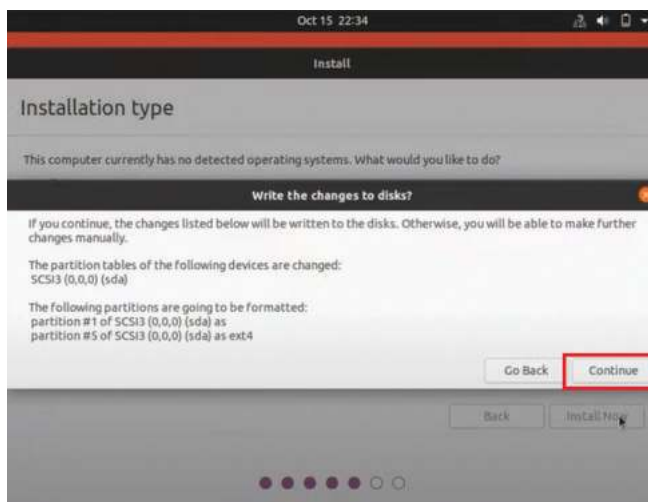 Oct 15 22:34
Install
Installation type
This computer currently has no detected operating systems. What would you like to do?
Write the changes to disks?
If you continue, the changes listed below will be written to the disks. Otherwise, you will be able to make further
changes manually.
The partition tables of the following devices are changed:
SCSI3 (0,0,0) (sda)
The following partitions are going to be formatted:
partition #1 of SCSI3 (0,0,0) (sda) as
partition #5 of SCSI3 (0,0,0) (sda) as ext4
Go Back Continue
Back Install Now